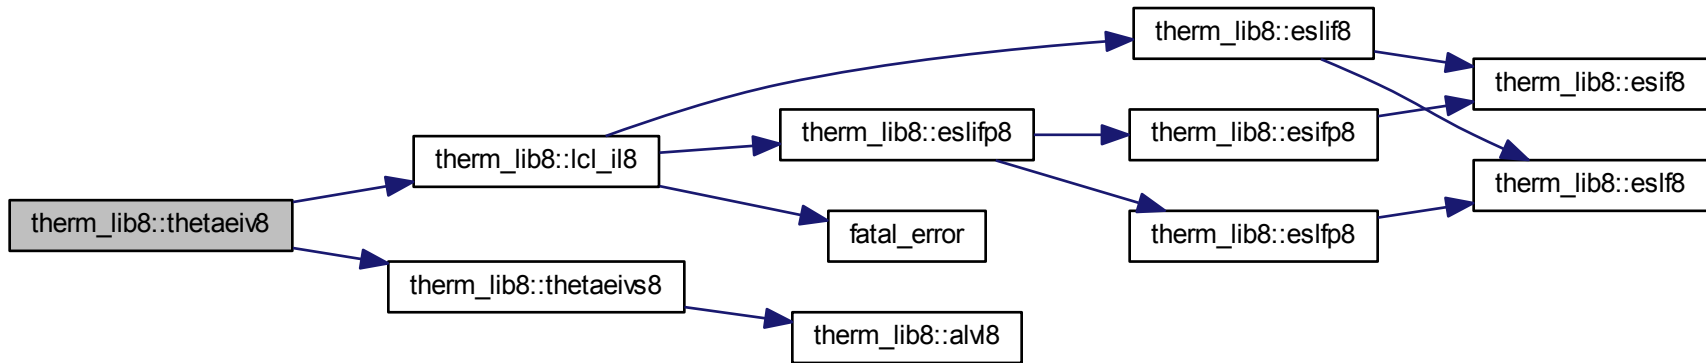 therm_lib8::thetaeiv8
therm_lib8::lcl_il8
therm_lib8::thetaeivs8
therm_lib8::eslifp8
fatal_error
therm_lib8::alvl8
therm_lib8::eslif8
therm_lib8::esifp8
therm_lib8::eslfp8
therm_lib8::esif8
therm_lib8::eslf8